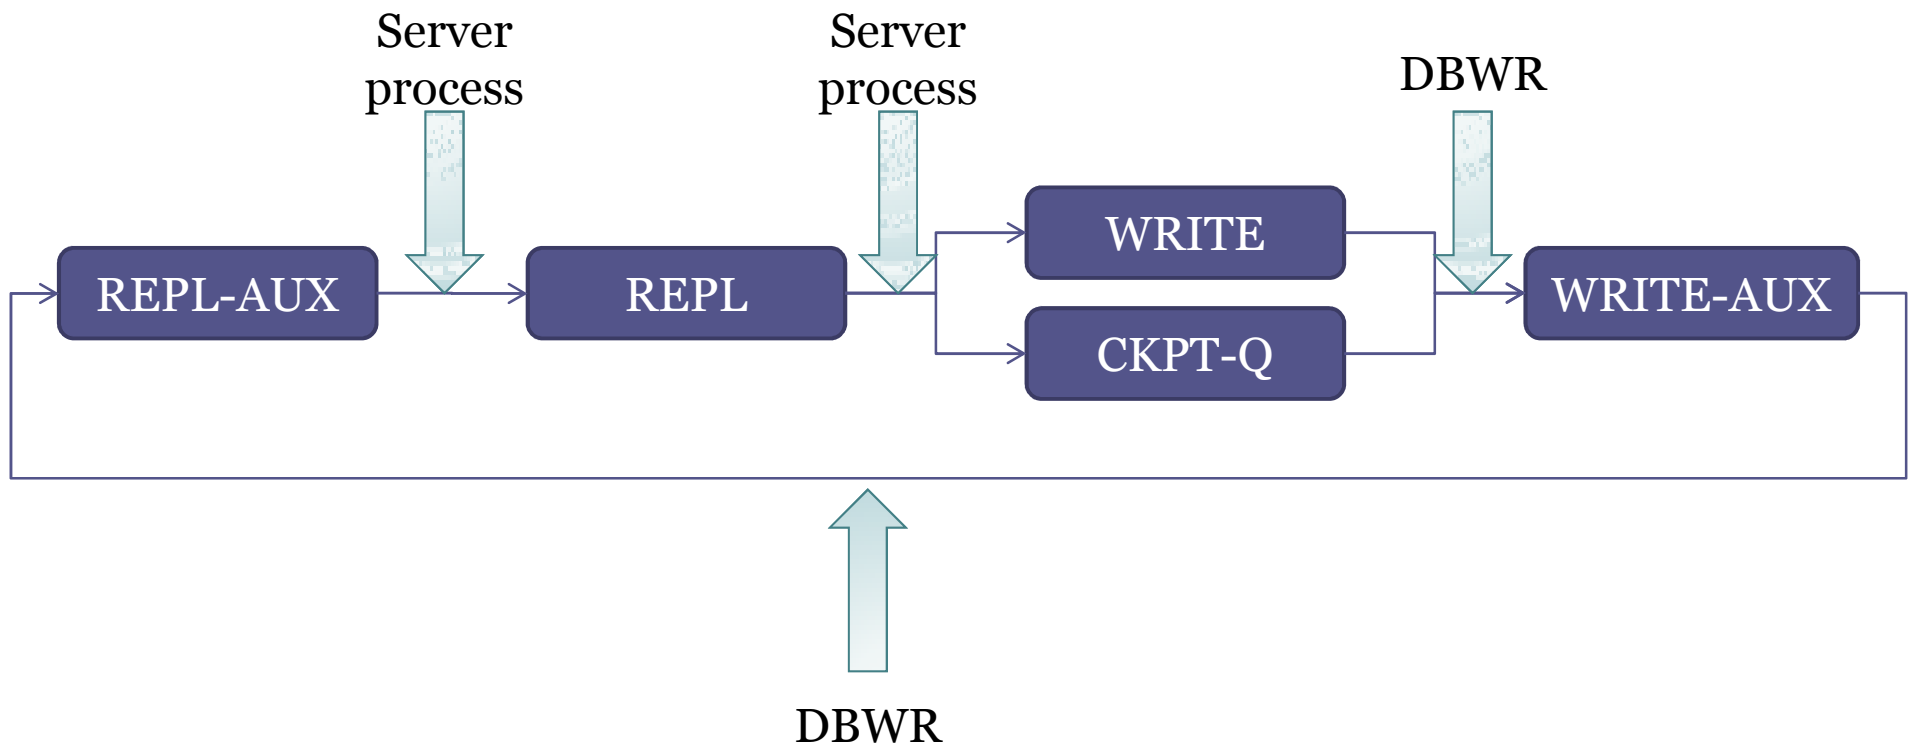 Server
process
Server
process
DBWR
REPL-AUX
REPL
WRITE
CKPT-Q
WRITE-AUX
DBWR